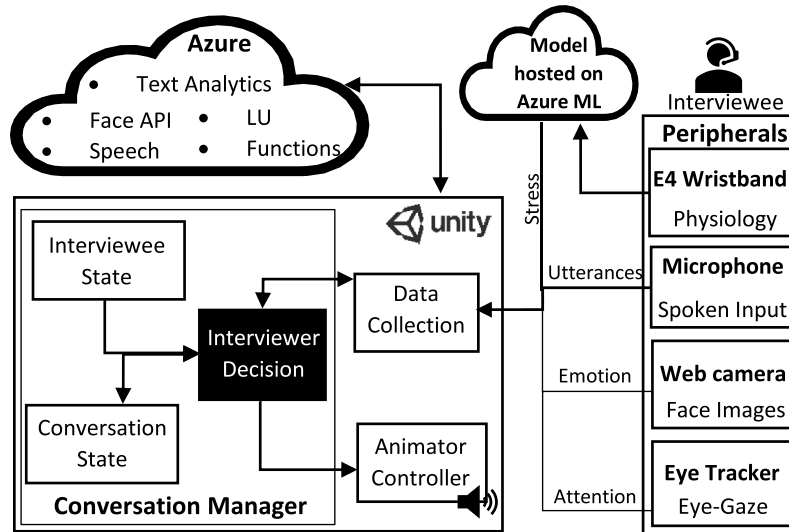 Azure
• Text Analytics
• Face API • LU
• Speech • Functions
Model
hosted on
Azure ML
Interviewee
Peripherals
E4 Wristband
Physiology
Microphone
Spoken Input
Web camera
Face Images
Eye Tracker
Eye-Gaze
Stress
Utterances
Emotion
Attention
unity
Interviewee
State
Interviewer
Decision
Conversation
State
Data
Collection
Animator
Controller
Conversation Manager